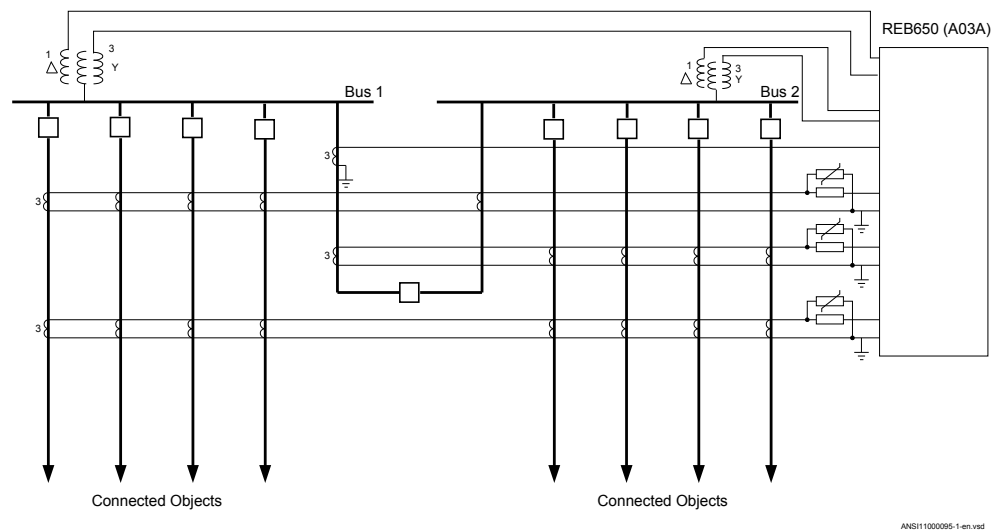 REB650 (A03A)
1
3
Y
1
3
Y
Bus 1
Bus 2
3
3
3
3
Connected Objects
Connected Objects
ANSI11000095-1-en.vsd